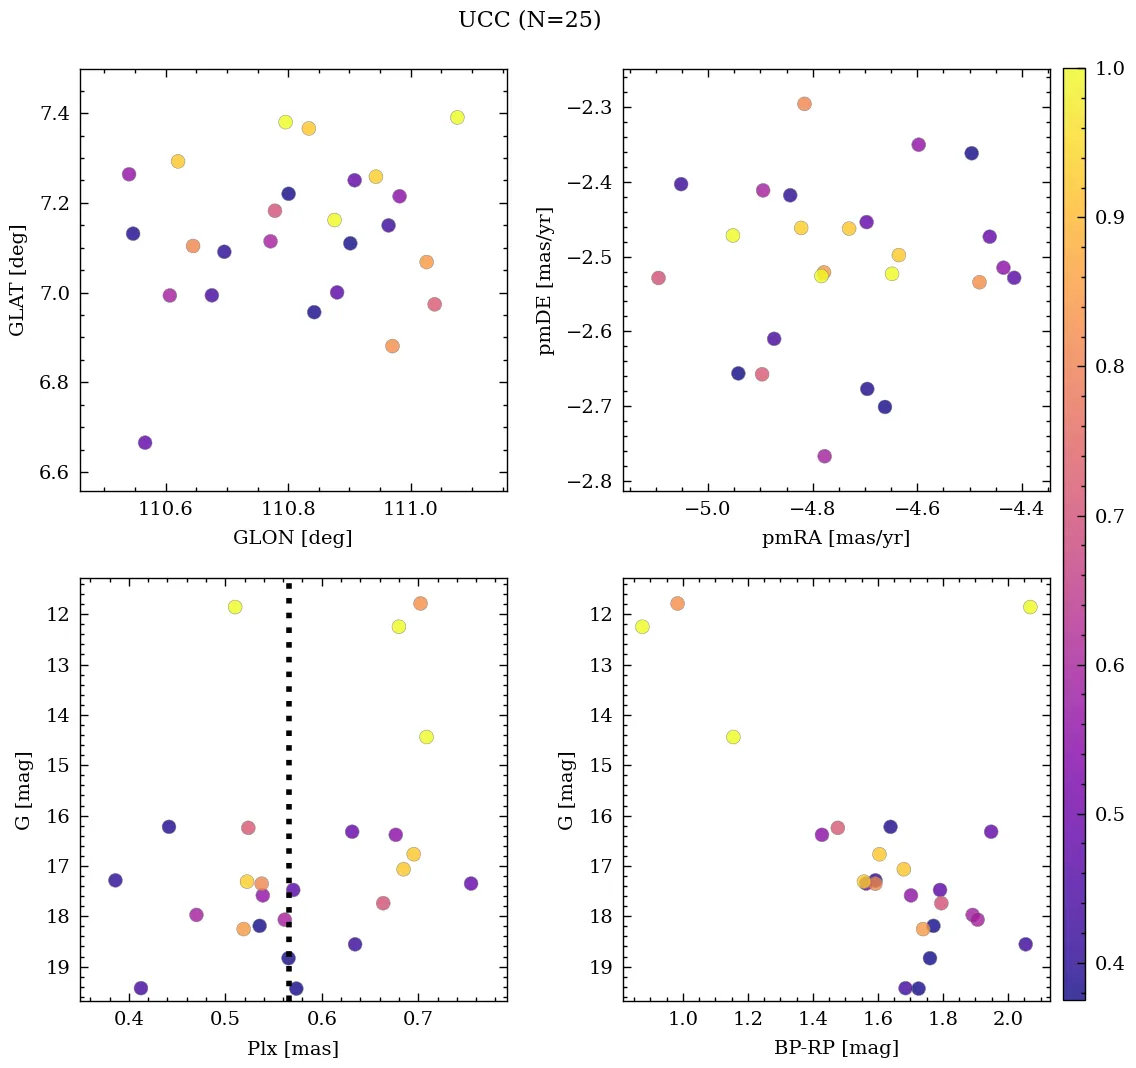 UCC (N=25)
7.4
7.2
7.0
6.8
6.6
GLAT [deg]
110.6 110.8 111.0
GLON [deg]
−2.3
−2.4
−2.5
−2.6
−2.7
−2.8
pmDE [mas/yr]
−5.0 −4.8 −4.6 −4.4
pmRA [mas/yr]
12
13
14
15
16
17
18
19
G [mag]
0.4 0.5 0.6 0.7
Plx [mas]
12
13
14
15
16
17
18
19
G [mag]
1.0 1.2 1.4 1.6 1.8 2.0
BP-RP [mag]
1.0
0.9
0.8
0.7
0.6
0.5
0.4